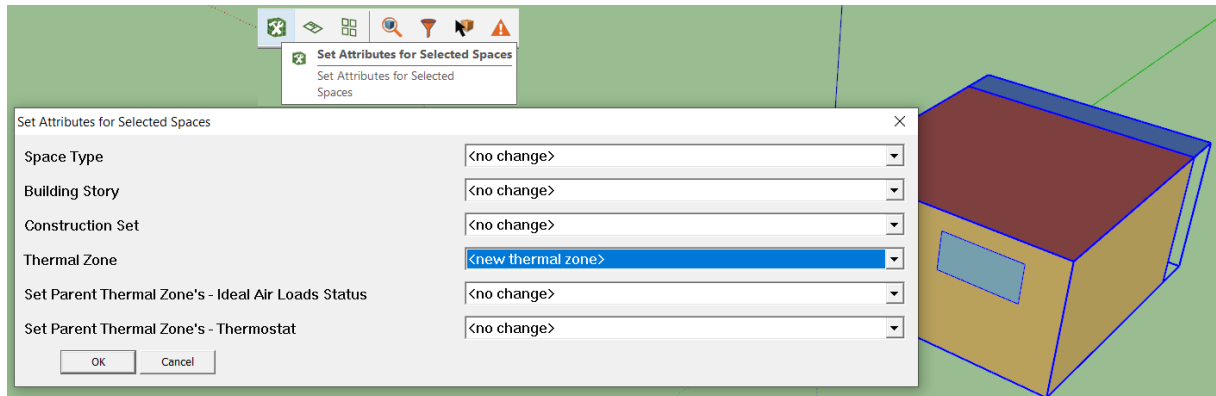 Set Attributes for Selected Spaces
Set Attributes for Selected
Spaces
Set Attributes for Selected Spaces
Space Type <no change>
Building Story <no change>
Construction Set <no change>
Thermal Zone <new thermal zone>
Set Parent Thermal Zone's - Ideal Air Loads Status <no change>
Set Parent Thermal Zone's - Thermostat <no change>
OK Cancel